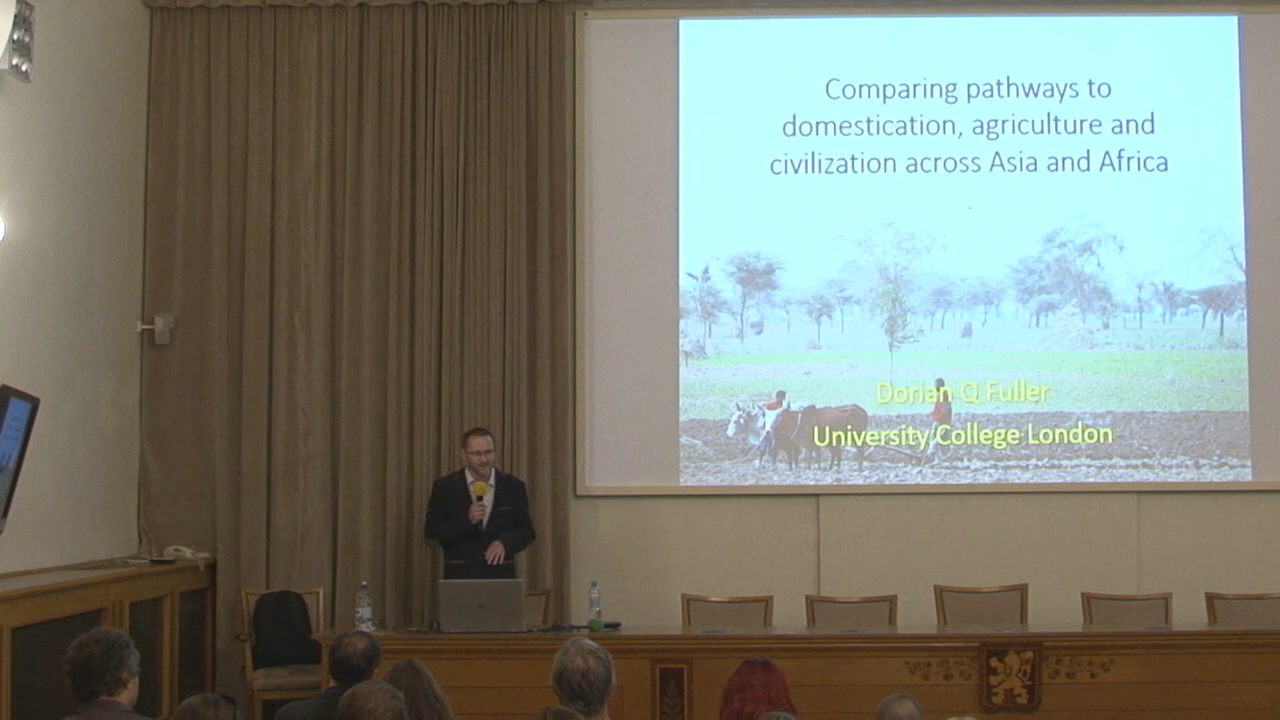 Comparing pathways to
domestication, agriculture and
civilization across Asia and Africa
Dorian Q Fuller
University College London